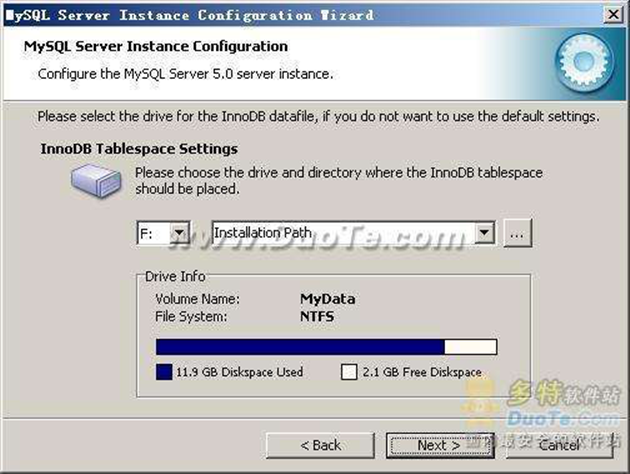 MySQL Server Instance Configuration Wizard
MySQL Server Instance Configuration
Configure the MySQL Server 5.0 server instance.
Please select the drive for the InnoDB datafile, if you do not want to use the default settings.
InnoDB Tablespace Settings
Please choose the drive and directory where the InnoDB tablespace
should be placed.
F: Installation Path ...
www.DuoTe.com
Drive Info
Volume Name: MyData
File System: NTFS
11.9 GB Diskspace Used 2.1 GB Free Diskspace
多特软件站
DuoTe.com
国内最安全的软件站
< Back Next > Cancel